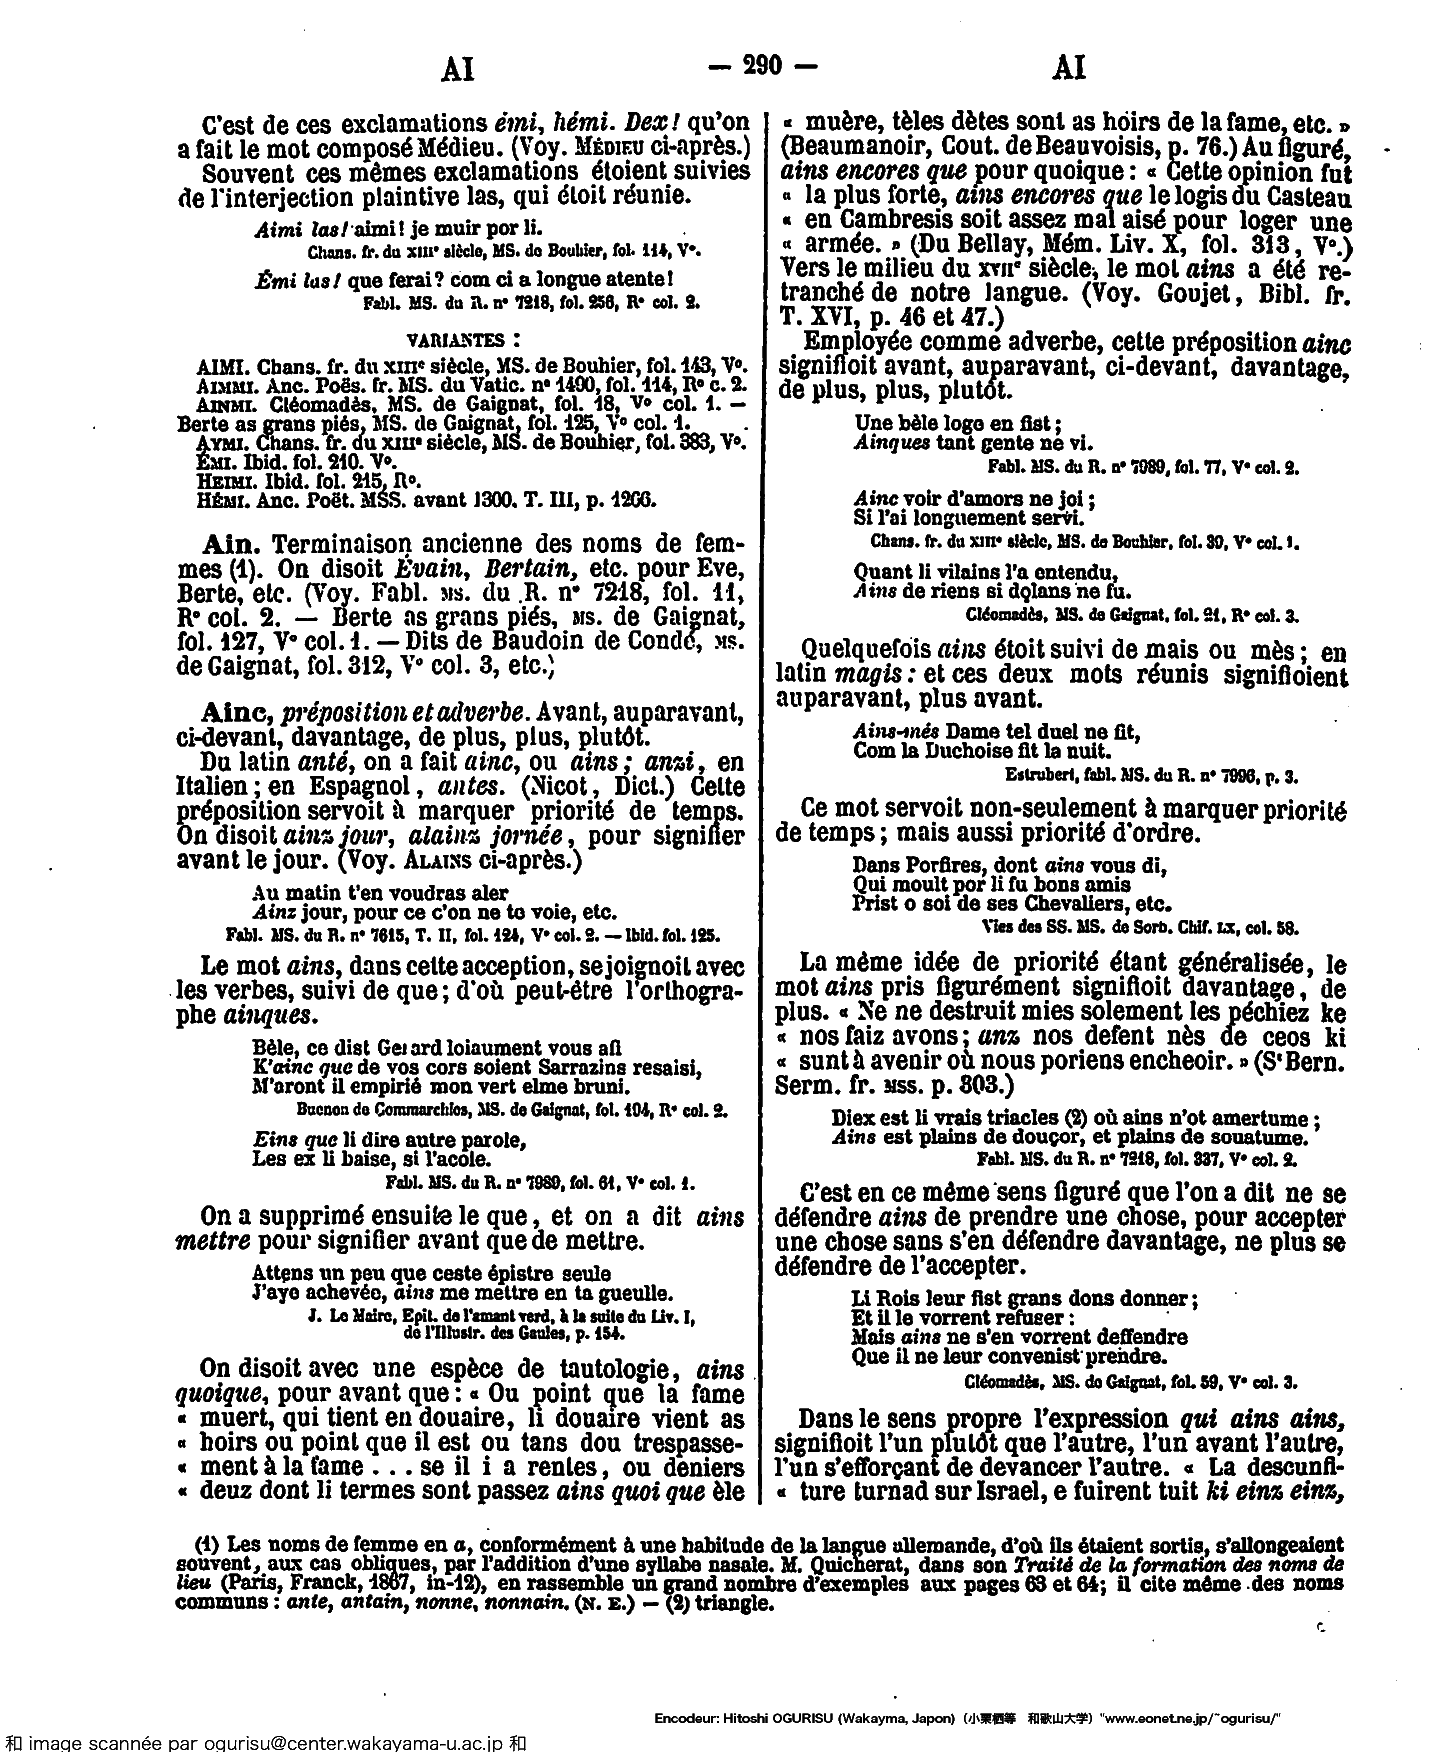 AI — 290 — AI
C'est de ces exclamations émi, hémi. Dex! qu'on
a fait le mot composé Médieu. (Voy. MÉDIEU ci-après.)
Souvent ces mêmes exclamations étoient suivies
de l'interjection plaintive las, qui étoit réunie.
Aimi las! aimi! je muir por li.
Chans. fr. du XIIIe siècle, MS. de Bouhier, fol. 114, Vo.
Émi las! que ferai? com ci a longue atente!
Fabl. MS. du R. no 7218, fol. 256, Ro col. 2.
VARIANTES :
AIMI. Chans. fr. du XIIIe siècle, MS. de Bouhier, fol. 143, Vo.
AIMMI. Anc. Poës. fr. MS. du Vatic. no 1490, fol. 114, Ro c. 2.
AINMI. Cléomadès, MS. de Gaignat, fol. 18, Vo col. 1. —
Berte as grans piés, MS. de Gaignat, fol. 125, Vo col. 1.
AYMI. Chans. fr. du XIIIe siècle, MS. de Bouhier, fol. 383, Vo.
ÉMI. Ibid. fol. 210. Vo.
HEIMI. Ibid. fol. 215, Ro.
HÉMI. Anc. Poët. MSS. avant 1300. T. III, p. 1266.
Ain. Terminaison ancienne des noms de fem-
mes (1). On disoit Évain, Bertain, etc. pour Eve,
Berte, etc. (Voy. Fabl. MS. du R. no 7218, fol. 11,
Ro col. 2. — Berte as grans piés, MS. de Gaignat,
fol. 127, Vo col. 1. — Dits de Baudoin de Condé, MS.
de Gaignat, fol. 312, Vo col. 3, etc.)
Ainc, préposition et adverbe. Avant, auparavant,
ci-devant, davantage, de plus, plus, plutôt.
Du latin anté, on a fait ainc, ou ains; anzi, en
Italien; en Espagnol, antes. (Nicot, Dict.) Cette
préposition servoit à marquer priorité de temps.
On disoit ainz jour, alainz jornée, pour signifier
avant le jour. (Voy. ALAINS ci-après.)
Au matin t'en voudras aler
Ainz jour, pour ce c'on ne te voie, etc.
Fabl. MS. du R. no 7615, T. II, fol. 124, Vo col. 2. — Ibid. fol. 125.
Le mot ains, dans cette acception, se joignoit avec
les verbes, suivi de que; d'où peut-être l'orthogra-
phe ainques.
Bèle, ce dist Gerard loiaument vous afi
K'ainc que de vos cors soient Sarrazins resaisi,
M'aront il empirié mon vert elme bruni.
Buenon de Commarchies, MS. de Gaignat, fol. 104, Ro col. 2.
Eins que li dire autre parole,
Les ex li baise, si l'acole.
Fabl. MS. du R. no 7989, fol. 61, Vo col. 1.
On a supprimé ensuite le que, et on a dit ains
mettre pour signifier avant que de mettre.
Attens un peu que ceste épistre seule
J'aye achevée, ains me mettre en ta gueulle.
J. Le Maire, Epit. de l'amant verd, à la suite du Liv. I,
de l'Illustr. des Gaules, p. 154.
On disoit avec une espèce de tautologie, ains
quoique, pour avant que : « Ou point que la fame
« muert, qui tient en douaire, li douaire vient as
« hoirs ou point que il est ou tans dou trespasse-
« ment à la fame . . . se il i a rentes, ou deniers
« deuz dont li termes sont passez ains quoi que èle
« muère, tèles dètes sont as hoirs de la fame, etc. »
(Beaumanoir, Cout. de Beauvoisis, p. 76.) Au figuré,
ains encores que pour quoique : « Cette opinion fut
« la plus forte, ains encores que le logis du Casteau
« en Cambresis soit assez mal aisé pour loger une
« armée. » (Du Bellay, Mém. Liv. X, fol. 313, Vo.)
Vers le milieu du XVIIe siècle, le mot ains a été re-
tranché de notre langue. (Voy. Goujet, Bibl. fr.
T. XVI, p. 46 et 47.)
Employée comme adverbe, cette préposition ainc
signifioit avant, auparavant, ci-devant, davantage,
de plus, plus, plutôt.
Une bèle loge en fist;
Ainques tant gente ne vi.
Fabl. MS. du R. no 7989, fol. 77, Vo col. 2.
Ainc voir d'amors ne joi;
Si l'ai longuement servi.
Chans. fr. du XIIIe siècle, MS. de Bouhier, fol. 39, Vo col. 1.
Quant li vilains l'a entendu,
Ains de riens si dolans ne fu.
Cléomadès, MS. de Gaignat, fol. 21, Ro col. 3.
Quelquefois ains étoit suivi de mais ou mès; en
latin magis : et ces deux mots réunis signifioient
auparavant, plus avant.
Ains-més Dame tel duel ne fit,
Com la Duchoise fit la nuit.
Estrubert, fabl. MS. du R. no 7996, p. 3.
Ce mot servoit non-seulement à marquer priorité
de temps; mais aussi priorité d'ordre.
Dans Porfires, dont ains vous di,
Qui moult por li fu bons amis
Prist o soi de ses Chevaliers, etc.
Vies des SS. MS. de Sorb. Chif. LX, col. 58.
La même idée de priorité étant généralisée, le
mot ains pris figurément signifioit davantage, de
plus. « Ne ne destruit mies solement les péchiez ke
« nos faiz avons; anz nos defent nès de ceos ki
« sunt à avenir où nous poriens encheoir. » (St Bern.
Serm. fr. MSS. p. 303.)
Diex est li vrais triacles (2) où ains n'ot amertume;
Ains est plains de douçor, et plains de souatume.
Fabl. MS. du R. no 7218, fol. 337, Vo col. 2.
C'est en ce même sens figuré que l'on a dit ne se
défendre ains de prendre une chose, pour accepter
une chose sans s'en défendre davantage, ne plus se
défendre de l'accepter.
Li Rois leur fist grans dons donner;
Et il le vorrent refuser :
Mais ains ne s'en vorrent deffendre
Que il ne leur convenist prendre.
Cléomadès, MS. de Gaignat, fol. 59, Vo col. 3.
Dans le sens propre l'expression qui ains ains,
signifioit l'un plutôt que l'autre, l'un avant l'autre,
l'un s'efforçant de devancer l'autre. « La descunfi-
« ture turnad sur Israel, e fuirent tuit ki einz einz,
(1) Les noms de femme en a, conformément à une habitude de la langue allemande, d'où ils étaient sortis, s'allongeaient
souvent, aux cas obliques, par l'addition d'une syllabe nasale. M. Quicherat, dans son Traité de la formation des noms de
lieu (Paris, Franck, 1867, in-12), en rassemble un grand nombre d'exemples aux pages 63 et 64; il cite même des noms
communs : ante, antain, nonne, nonnain. (N. E.) — (2) triangle.
Encodeur: Hitoshi OGURISU (Wakayma, Japon) (小栗栖等 和歌山大学) "www.eonet.ne.jp/~ogurisu/"
和 image scannée par ogurisu@center.wakayama-u.ac.jp 和